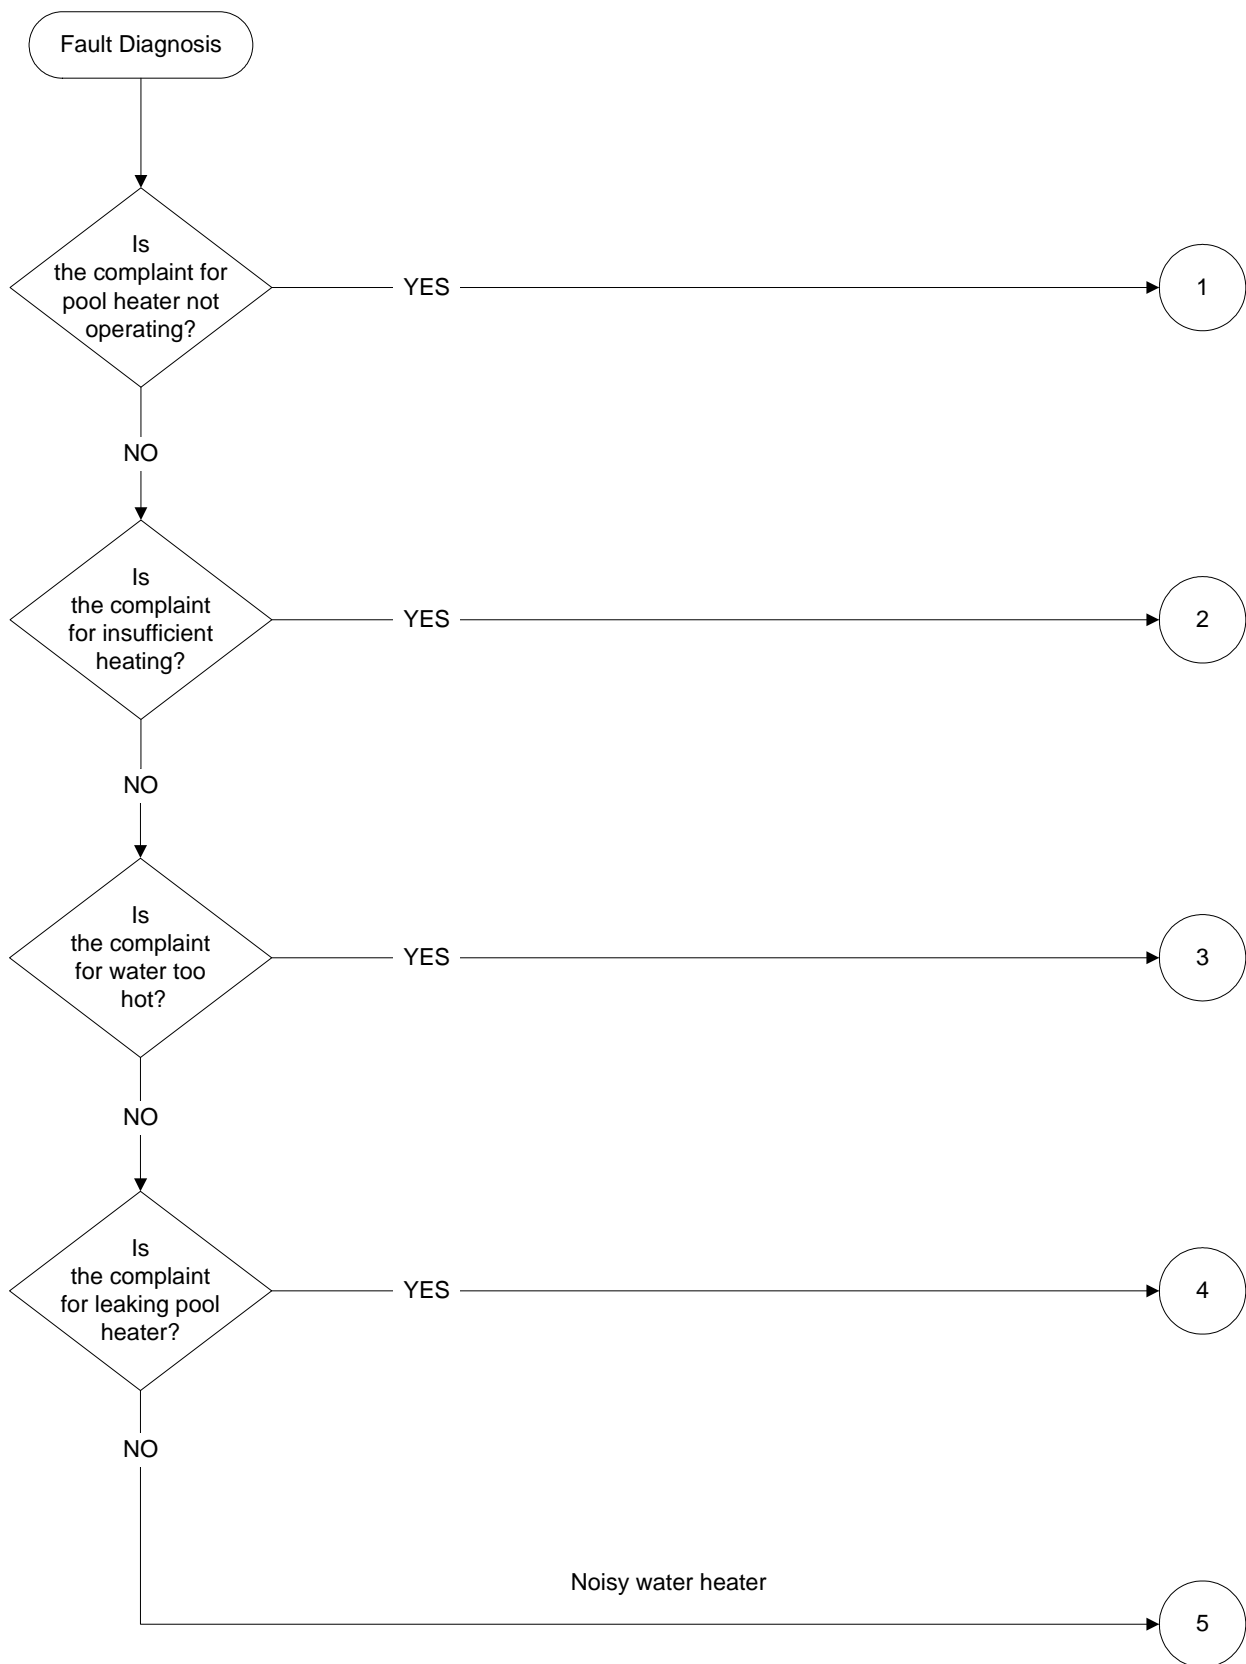 Fault Diagnosis
Is
the complaint for
pool heater not
operating?
YES
1
NO
Is
the complaint
for insufficient
heating?
YES
2
NO
Is
the complaint
for water too
hot?
YES
3
NO
Is
the complaint
for leaking pool
heater?
YES
4
NO
Noisy water heater
5